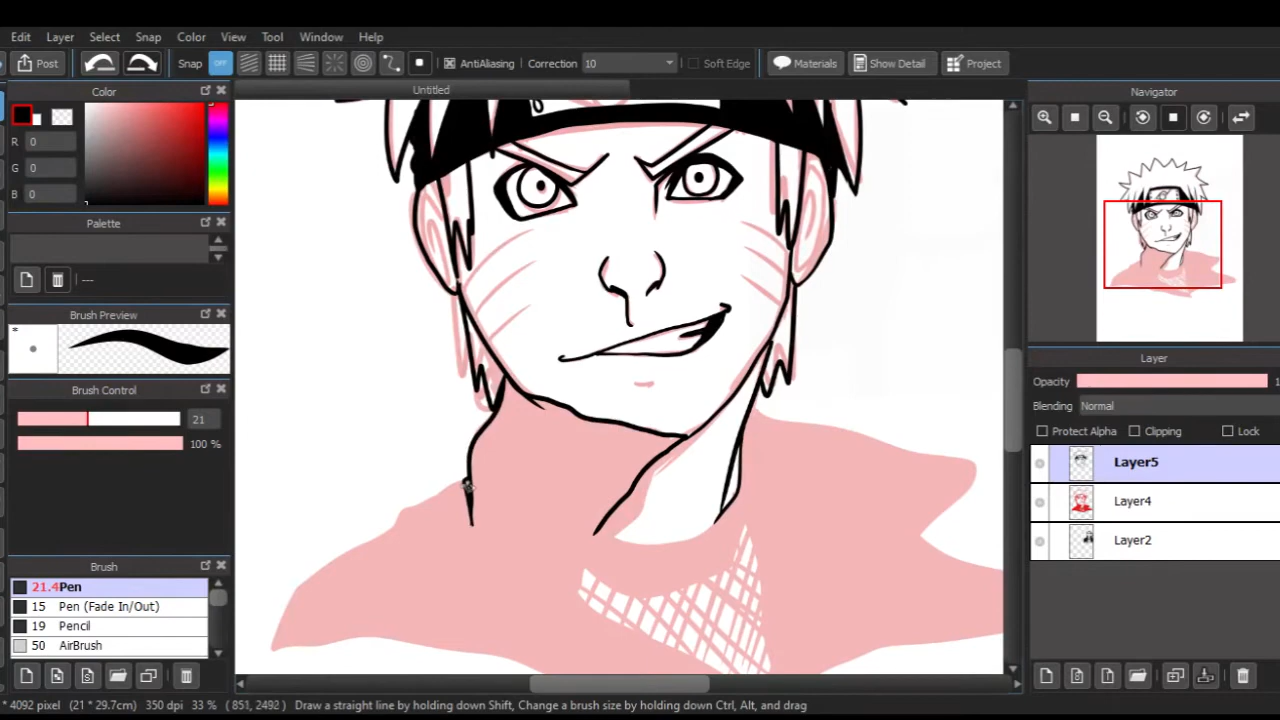 Edit Layer Select Snap Color View Tool Window Help
Post Snap OFF AntiAliasing Correction 10 Soft Edge Materials Show Detail Project
Color
Untitled
Navigator
R 0
G 0
B 0
Palette
---
Brush Preview
*
Brush Control
21
100 %
Layer
Opacity 1
Blending Normal
Protect Alpha Clipping Lock
Layer5
Layer4
Layer2
Brush
21.4 Pen
15 Pen (Fade In/Out)
19 Pencil
50 AirBrush
* 4092 pixel (21 * 29.7cm) 350 dpi 33 % ( 851, 2492 ) Draw a straight line by holding down Shift, Change a brush size by holding down Ctrl, Alt, and drag